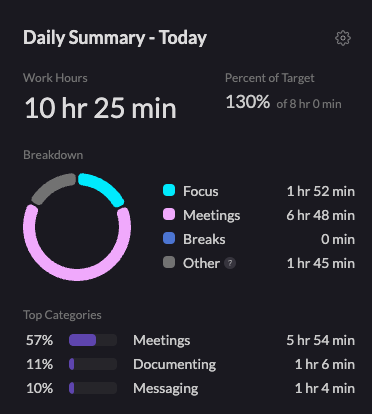 Daily Summary - Today
Work Hours
10 hr 25 min
Percent of Target
130% of 8 hr 0 min
Breakdown
Focus 1 hr 52 min
Meetings 6 hr 48 min
Breaks 0 min
Other ? 1 hr 45 min
Top Categories
57% Meetings 5 hr 54 min
11% Documenting 1 hr 6 min
10% Messaging 1 hr 4 min